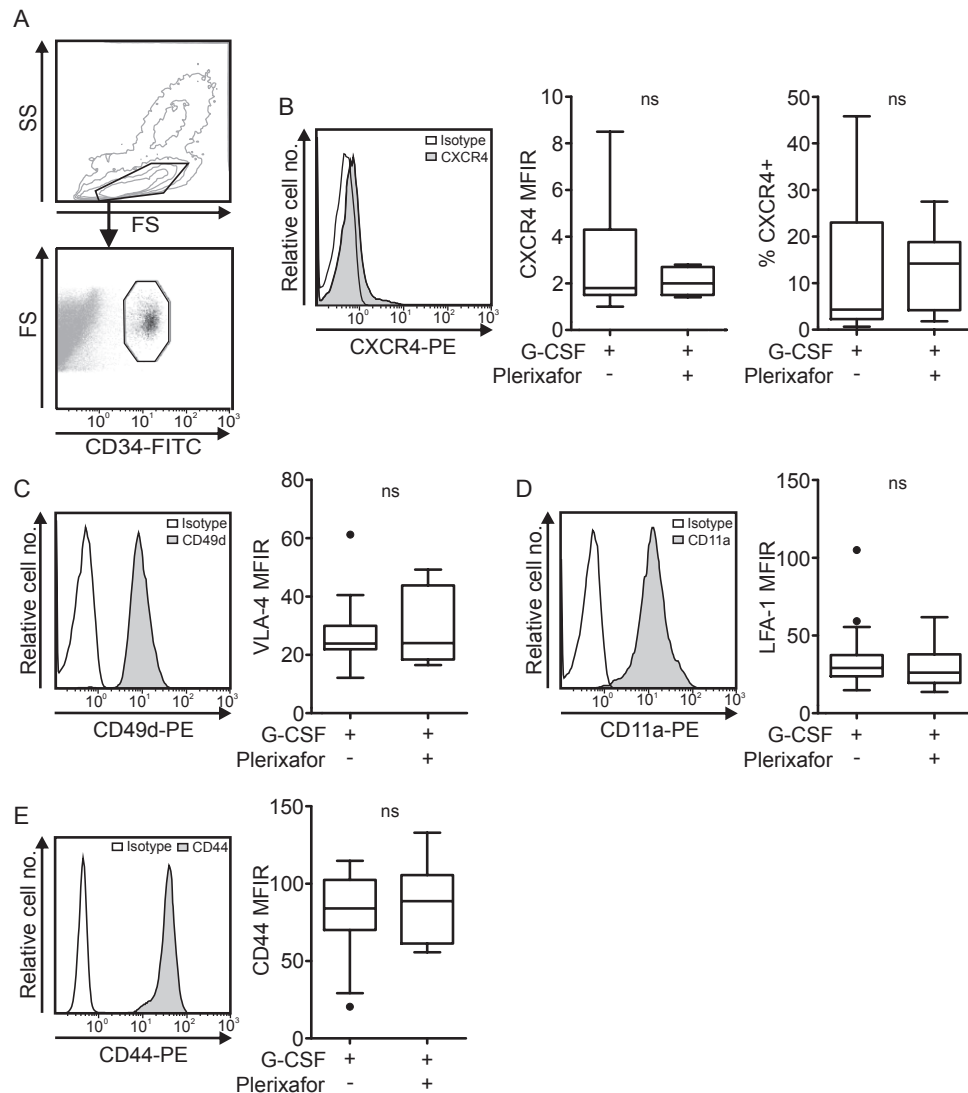 A
SS
FS
FS
10⁰ 10¹ 10² 10³
CD34-FITC
B
Relative cell no.
Isotype
CXCR4
10⁰ 10¹ 10² 10³
CXCR4-PE
CXCR4 MFIR
10
8
6
4
2
0
ns
G-CSF + +
Plerixafor - +
% CXCR4+
50
40
30
20
10
0
ns
G-CSF + +
Plerixafor - +
C
Relative cell no.
Isotype
CD49d
10⁰ 10¹ 10² 10³
CD49d-PE
VLA-4 MFIR
80
60
40
20
0
ns
G-CSF + +
Plerixafor - +
D
Relative cell no.
Isotype
CD11a
10⁰ 10¹ 10² 10³
CD11a-PE
LFA-1 MFIR
150
100
50
0
ns
G-CSF + +
Plerixafor - +
E
Relative cell no.
Isotype CD44
10⁰ 10¹ 10² 10³
CD44-PE
CD44 MFIR
150
100
50
0
ns
G-CSF + +
Plerixafor - +